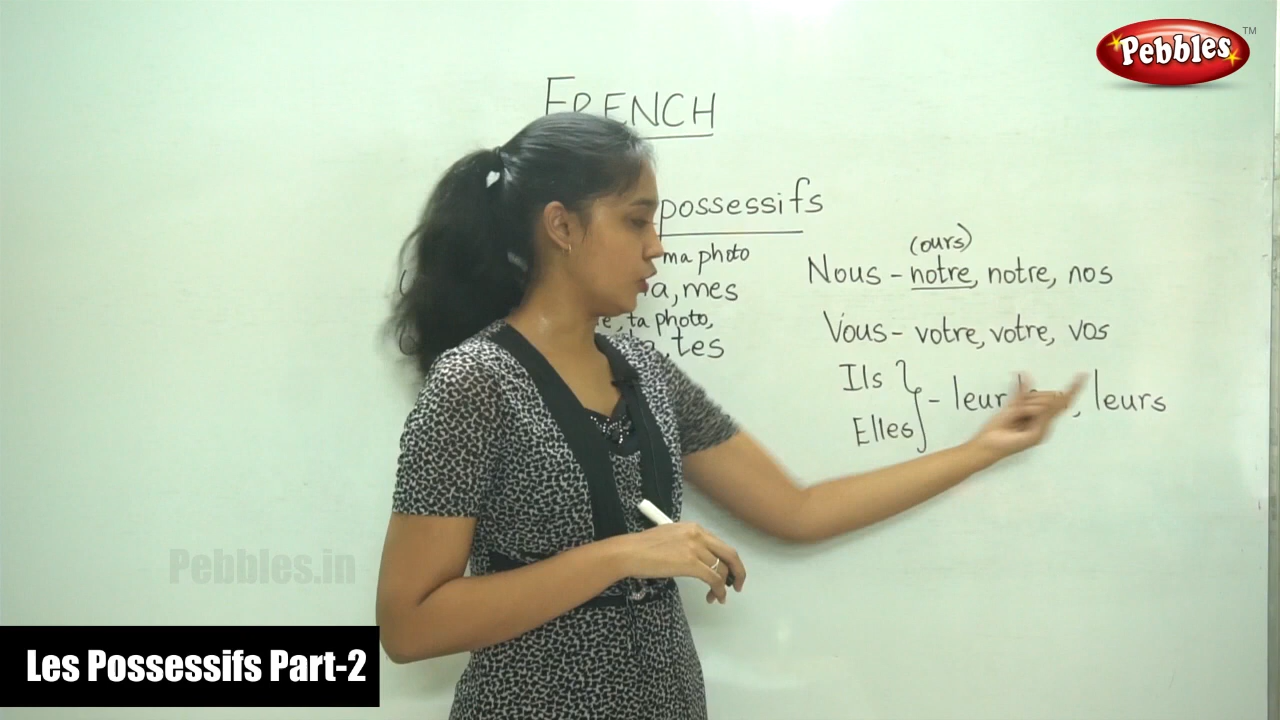 Pebbles TM
FRENCH
possessifs
ma photo
mes
ta photo,
tes
(ours)
Nous - notre, notre, nos
Vous - votre, votre, vos
Ils
Elles
- leur , leurs
Pebbles.in
Les Possessifs Part-2